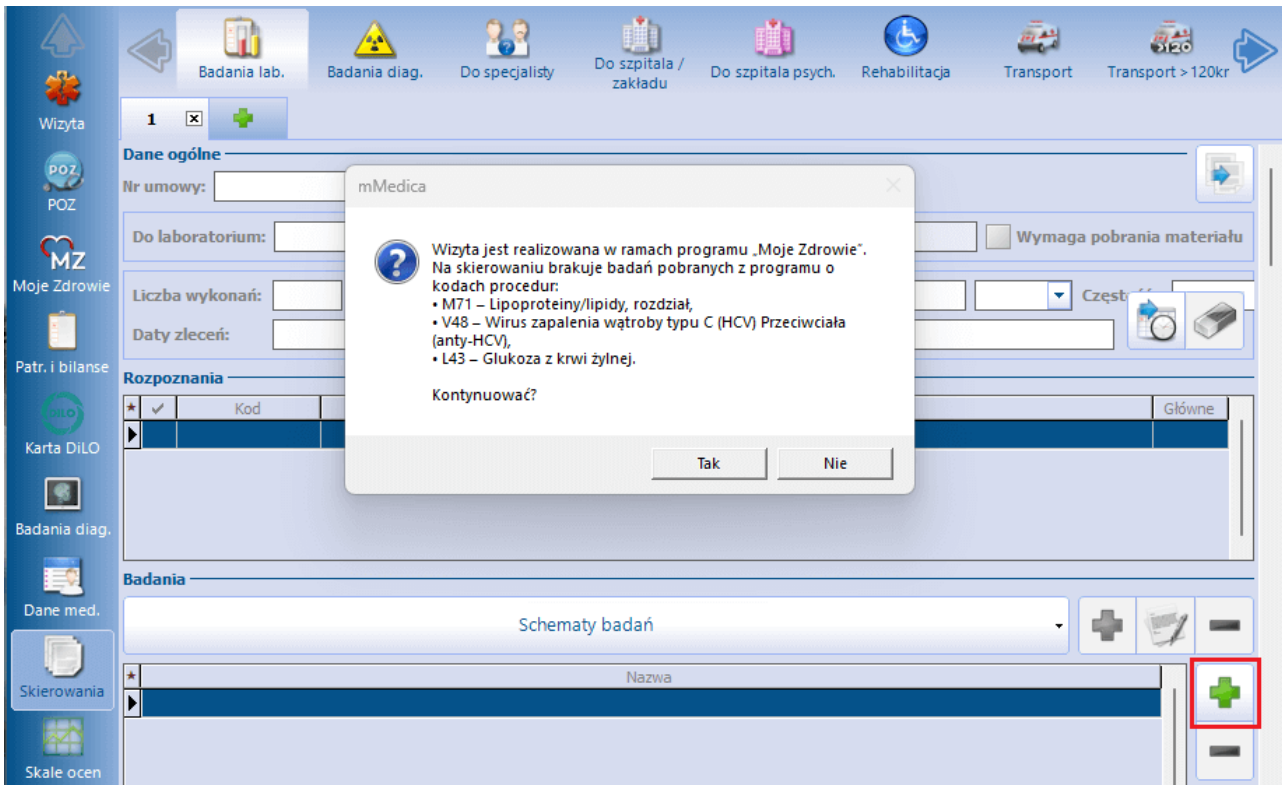 Badania lab.
Badania diag.
Do specjalisty
Do szpitala /
zakładu
Do szpitala psych.
Rehabilitacja
Transport
>120
Transport >120kr
Wizyta
1
POZ
POZ
MZ
Moje Zdrowie
Patr. i bilanse
DiLO
Karta DiLO
Badania diag.
Dane med.
Skierowania
Skale ocen
Dane ogólne
Nr umowy:
Do laboratorium:
Wymaga pobrania materiału
Liczba wykonań:
Daty zleceń:
mMedica
Wizyta jest realizowana w ramach programu „Moje Zdrowie”.
Na skierowaniu brakuje badań pobranych z programu o
kodach procedur:
• M71 – Lipoproteiny/lipidy, rozdział,
• V48 – Wirus zapalenia wątroby typu C (HCV) Przeciwciała
(anty-HCV),
• L43 – Glukoza z krwi żylnej.
Kontynuować?
Tak
Nie
Rozpoznania
Kod
Główne
Badania
Schematy badań
Nazwa